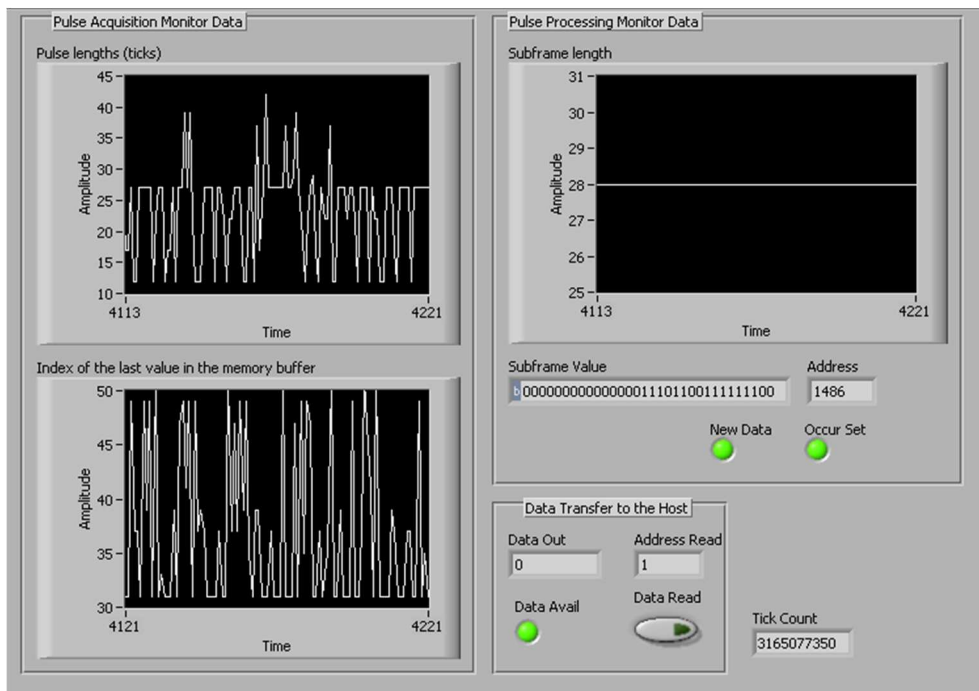 Pulse Acquisition Monitor Data
Pulse lengths (ticks)
45
40
35
30
25
20
15
10
Amplitude
4113
4221
Time
Index of the last value in the memory buffer
50
45
40
35
30
Amplitude
4121
4221
Time
Pulse Processing Monitor Data
Subframe length
31
30
29
28
27
26
25
Amplitude
4113
4221
Time
Subframe Value
Address
b 00000000000000001110110011111100
1486
New Data
Occur Set
Data Transfer to the Host
Data Out
Address Read
0
1
Data Avail
Data Read
Tick Count
3165077350